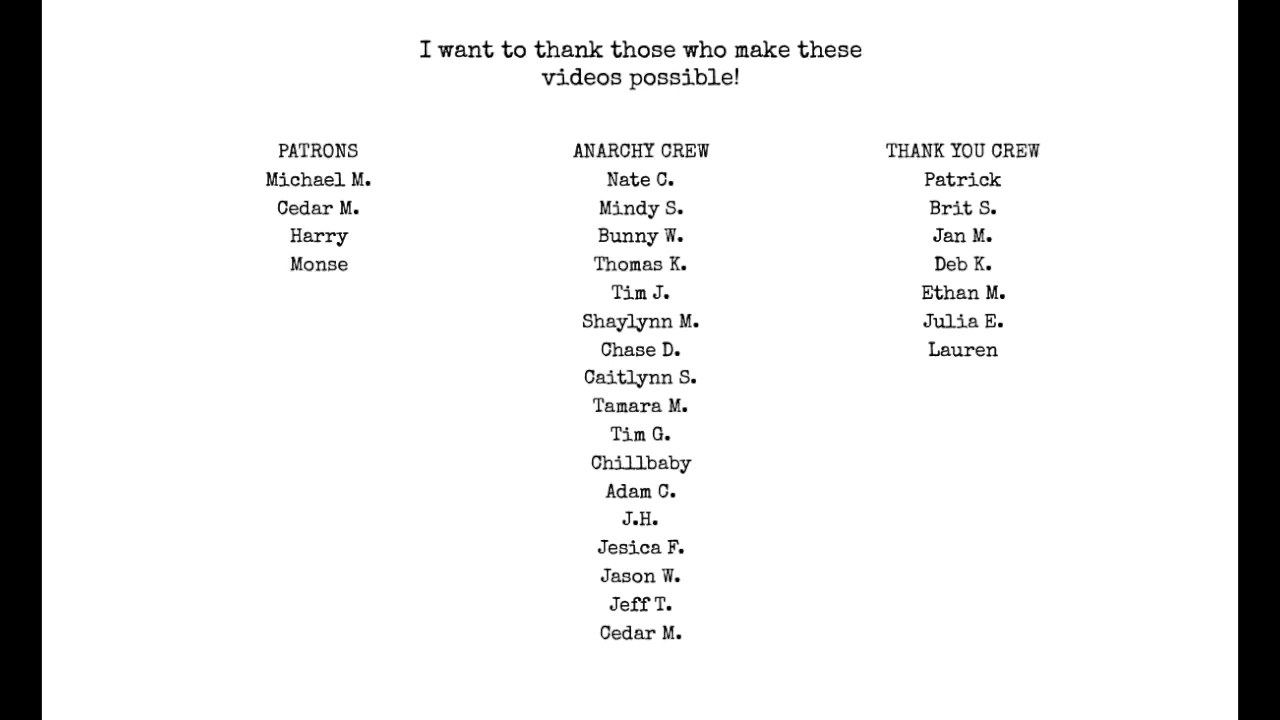 I want to thank those who make these
videos possible!
PATRONS
Michael M.
Cedar M.
Harry
Monse
ANARCHY CREW
Nate C.
Mindy S.
Bunny W.
Thomas K.
Tim J.
Shaylynn M.
Chase D.
Caitlynn S.
Tamara M.
Tim G.
Chillbaby
Adam C.
J.H.
Jesica F.
Jason W.
Jeff T.
Cedar M.
THANK YOU CREW
Patrick
Brit S.
Jan M.
Deb K.
Ethan M.
Julia E.
Lauren